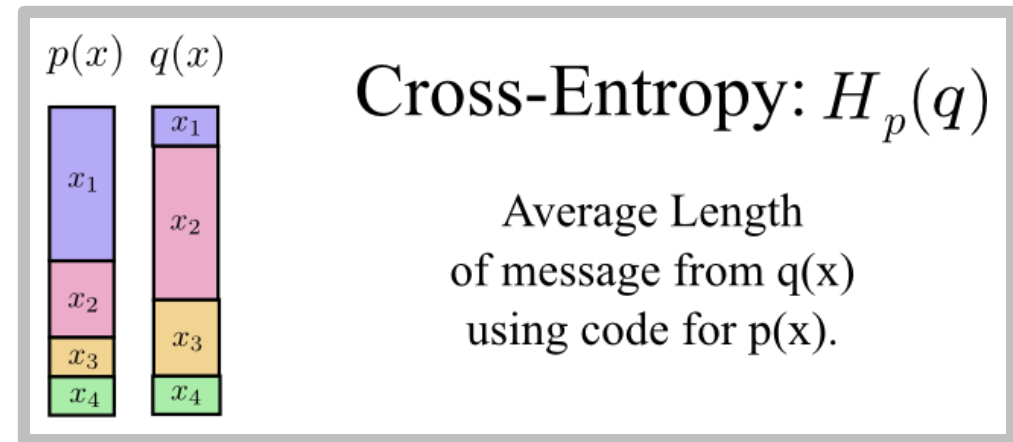 p(x) q(x)
x₁
x₂
x₃
x₄
x₁
x₂
x₃
x₄
Cross-Entropy: Hₚ(q)
Average Length
of message from q(x)
using code for p(x).